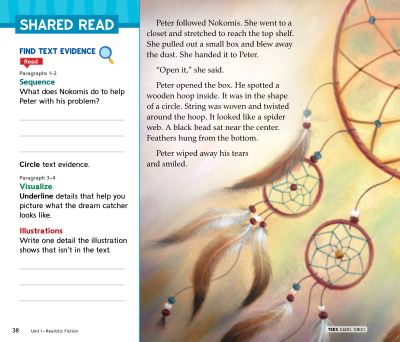 SHARED READ
FIND TEXT EVIDENCE
Read
Paragraphs 1–2
Sequence
What does Nokomis do to help
Peter with his problem?
Circle text evidence.
Paragraph 3–4
Visualize
Underline details that help you
picture what the dream catcher
looks like.
Illustrations
Write one detail the illustration
shows that isn't in the text.
38
Unit 1 - Realistic Fiction
Peter followed Nokomis. She went to a
closet and stretched to reach the top shelf.
She pulled out a small box and blew away
the dust. She handed it to Peter.
"Open it," she said.
Peter opened the box. He spotted a
wooden hoop inside. It was in the shape
of a circle. String was woven and twisted
around the hoop. It looked like a spider
web. A black bead sat near the center.
Feathers hung from the bottom.
Peter wiped away his tears
and smiled.
TEKS